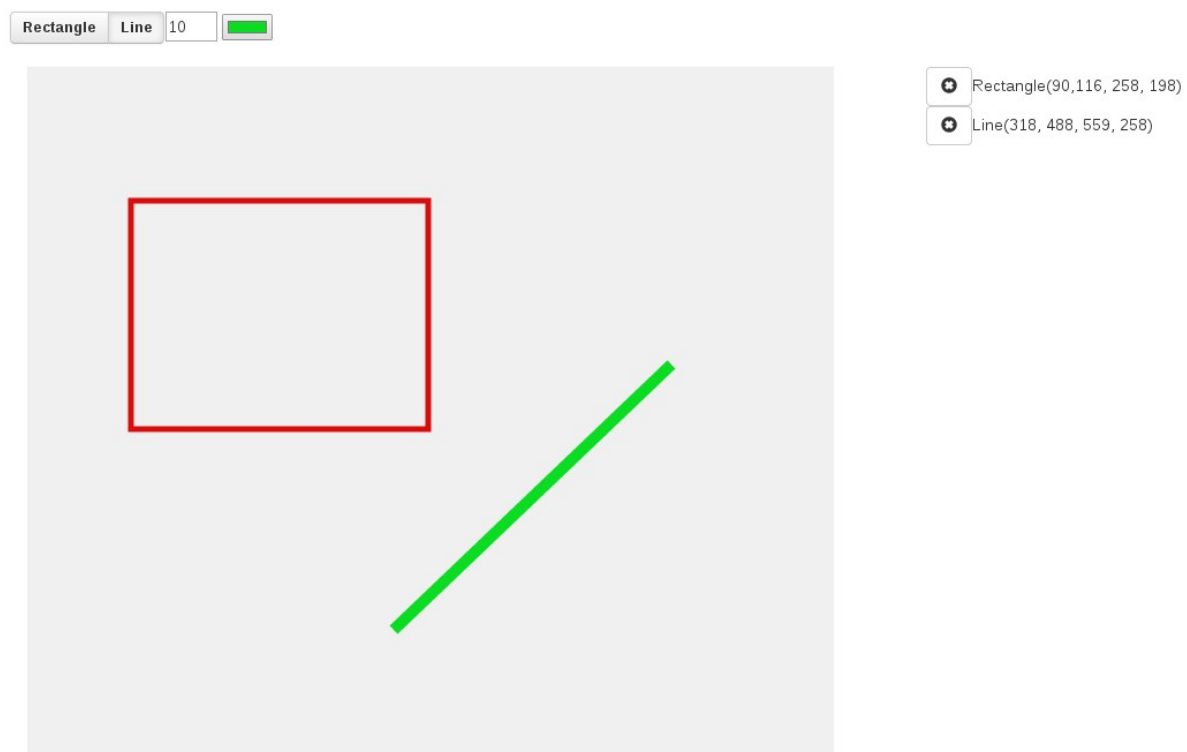 Rectangle Line 10
Rectangle(90,116, 258, 198)
Line(318, 488, 559, 258)